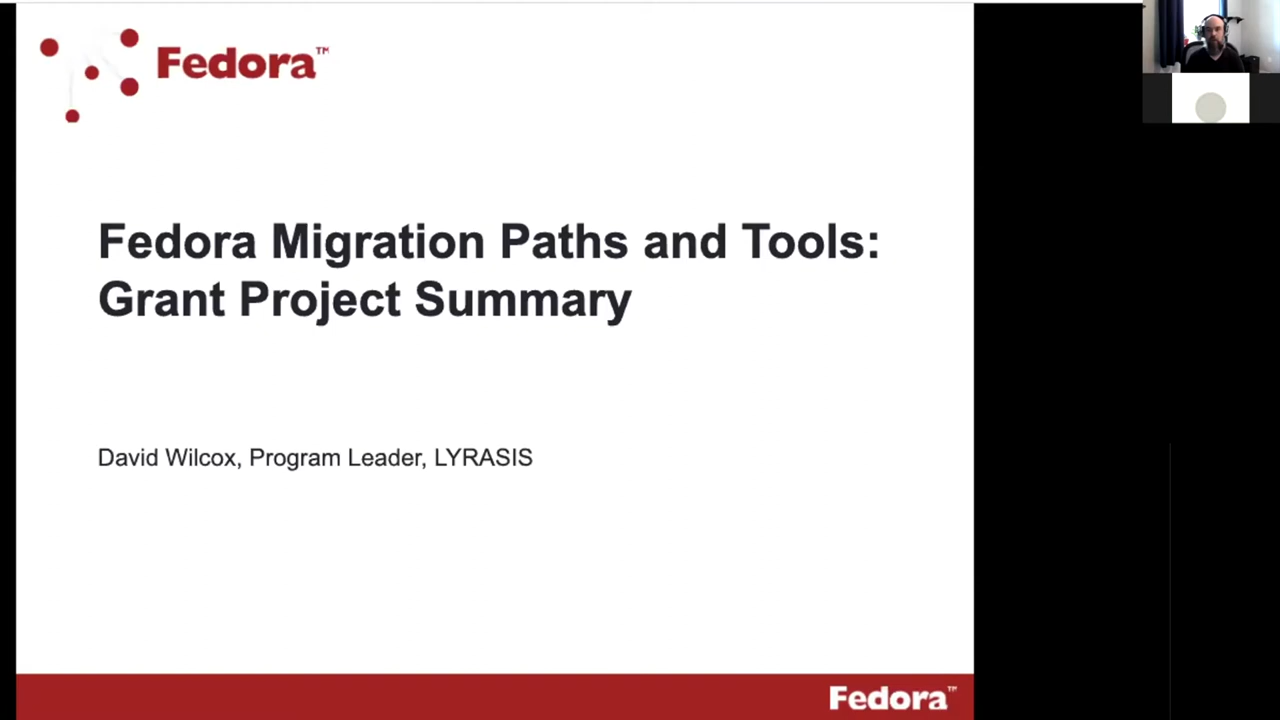 Fedora™
Fedora Migration Paths and Tools:
Grant Project Summary
David Wilcox, Program Leader, LYRASIS
Fedora™